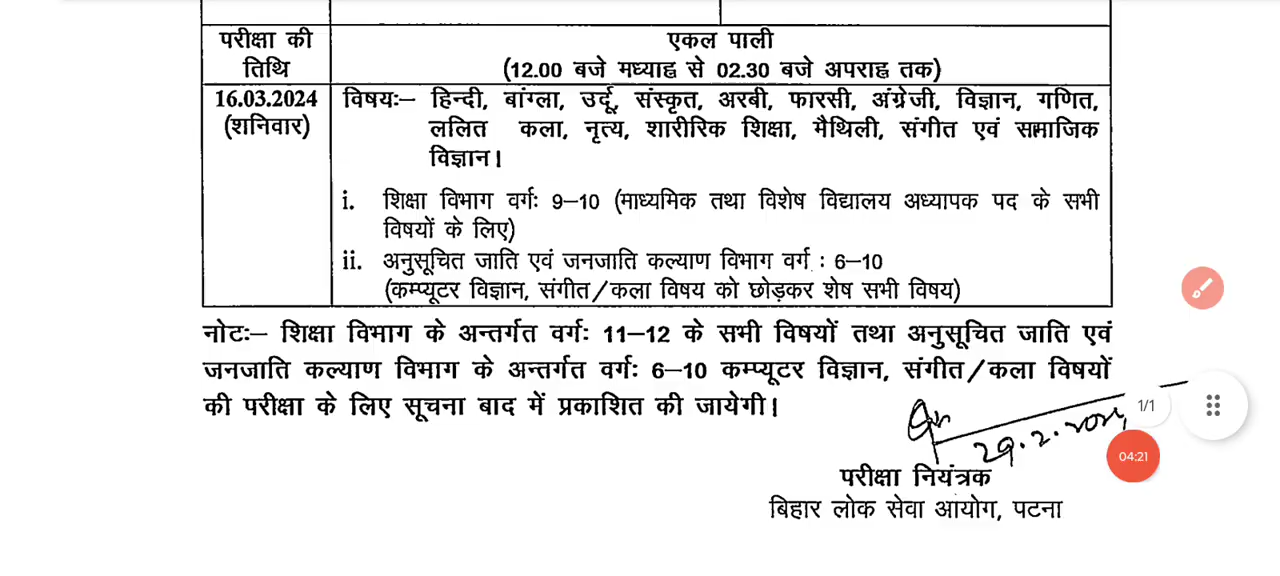 परीक्षा की तिथि
एकल पाली
(12.00 बजे मध्याह्न से 02.30 बजे अपराह्न तक)
16.03.2024
(शनिवार)
विषयः– हिन्दी, बांग्ला, उर्दू, संस्कृत, अरबी, फारसी, अंग्रेजी, विज्ञान, गणित,
ललित कला, नृत्य, शारीरिक शिक्षा, मैथिली, संगीत एवं सामाजिक
विज्ञान।
i. शिक्षा विभाग वर्गः 9–10 (माध्यमिक तथा विशेष विद्यालय अध्यापक पद के सभी
विषयों के लिए)
ii. अनुसूचित जाति एवं जनजाति कल्याण विभाग वर्ग : 6–10
(कम्प्यूटर विज्ञान, संगीत/कला विषय को छोड़कर शेष सभी विषय)
नोटः– शिक्षा विभाग के अन्तर्गत वर्गः 11–12 के सभी विषयों तथा अनुसूचित जाति एवं
जनजाति कल्याण विभाग के अन्तर्गत वर्गः 6–10 कम्प्यूटर विज्ञान, संगीत/कला विषयों
की परीक्षा के लिए सूचना बाद में प्रकाशित की जायेगी।
1/1
29.2.2024
04:21
परीक्षा नियंत्रक
बिहार लोक सेवा आयोग, पटना